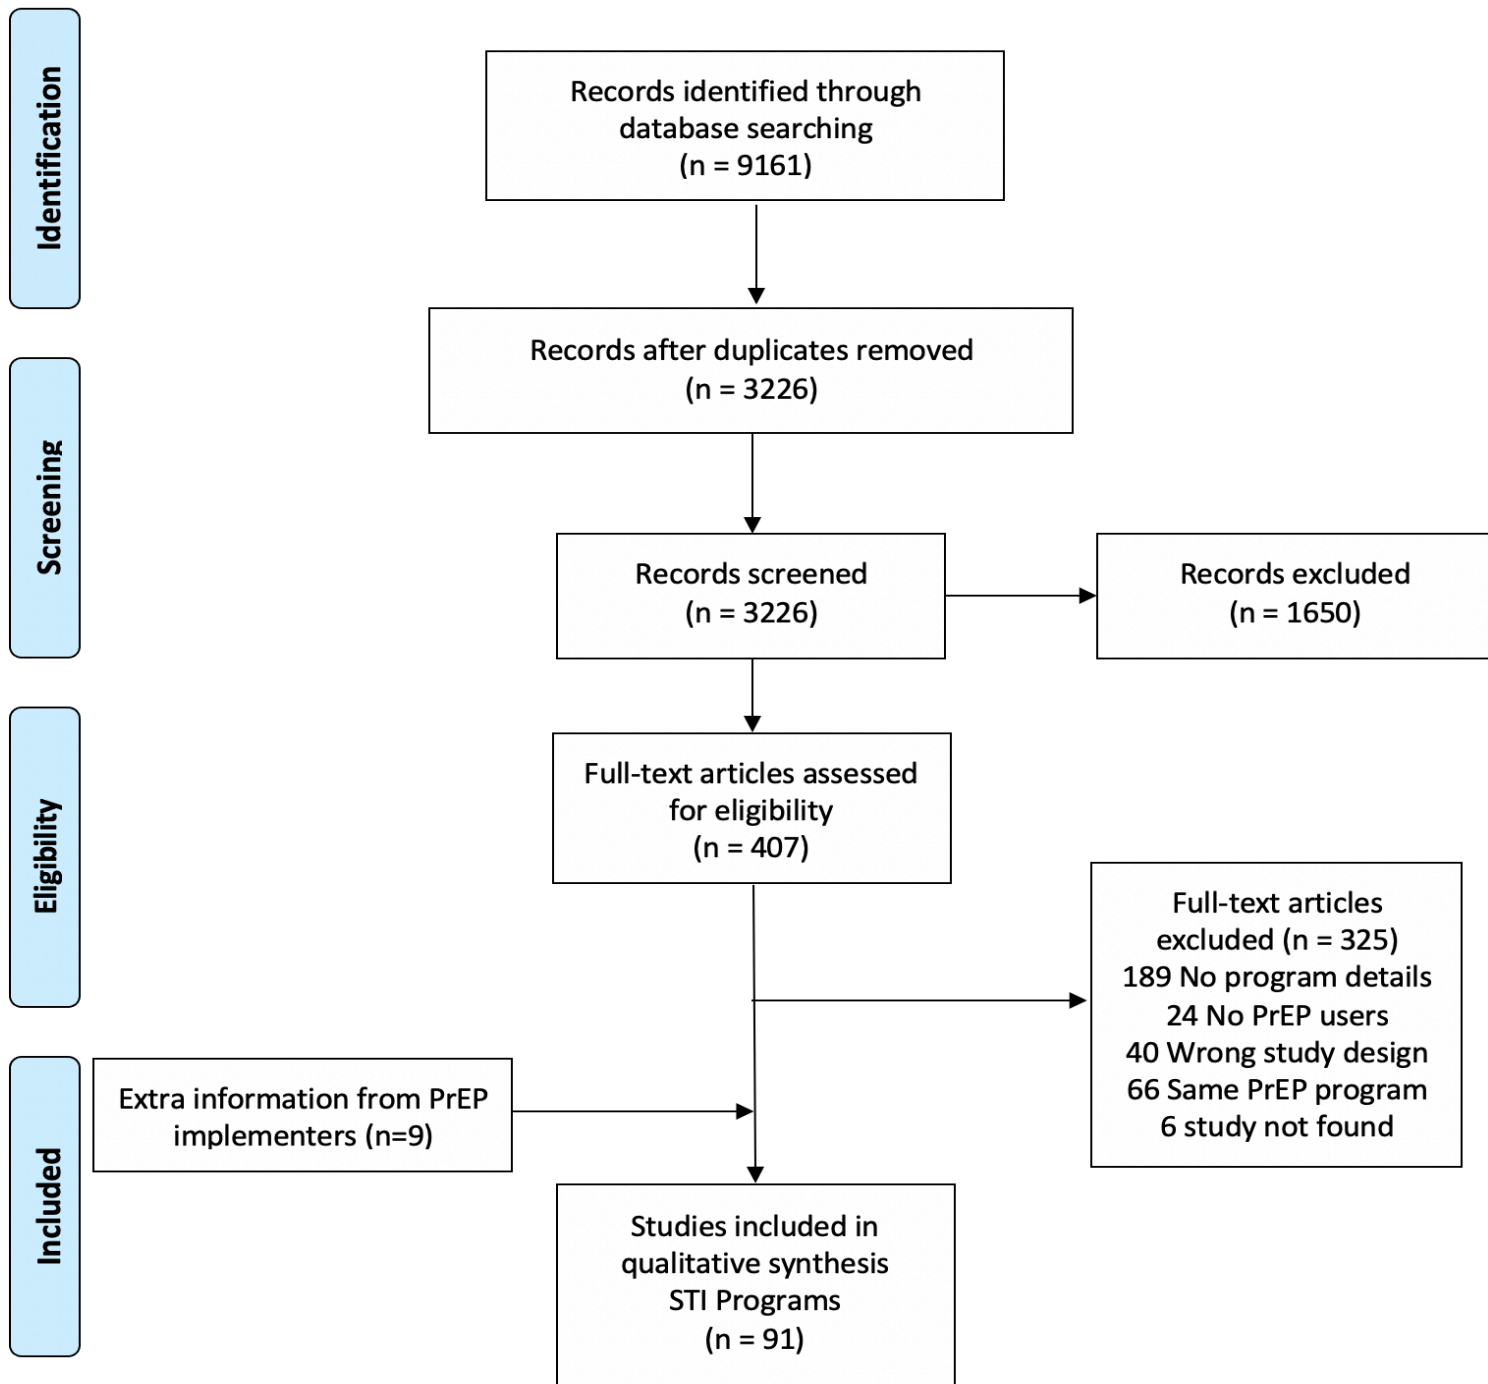 Identification
Records identified through
database searching
(n = 9161)
Records after duplicates removed
(n = 3226)
Screening
Records screened
(n = 3226)
Records excluded
(n = 1650)
Eligibility
Full-text articles assessed
for eligibility
(n = 407)
Full-text articles
excluded (n = 325)
189 No program details
24 No PrEP users
40 Wrong study design
66 Same PrEP program
6 study not found
Included
Extra information from PrEP
implementers (n=9)
Studies included in
qualitative synthesis
STI Programs
(n = 91)